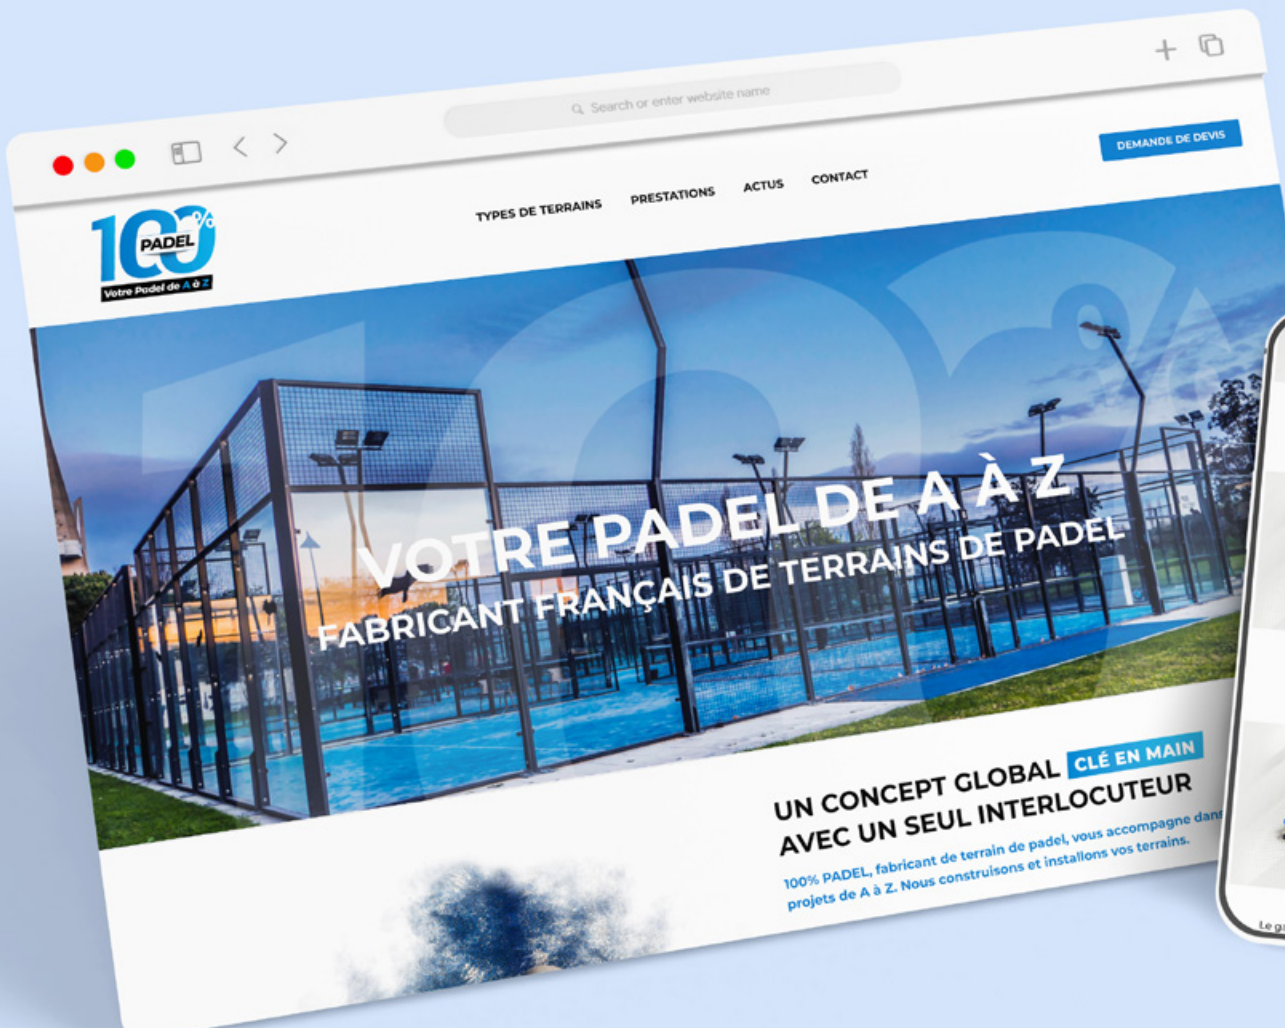 Search or enter website name
100%
PADEL
Votre Padel de A à Z
TYPES DE TERRAINS
PRESTATIONS
ACTUS
CONTACT
DEMANDE DE DEVIS
VOTRE PADEL DE A À Z
FABRICANT FRANÇAIS DE TERRAINS DE PADEL
UN CONCEPT GLOBAL CLÉ EN MAIN
AVEC UN SEUL INTERLOCUTEUR
100% PADEL, fabricant de terrain de padel, vous accompagne dans
projets de A à Z. Nous construisons et installons vos terrains.
Le